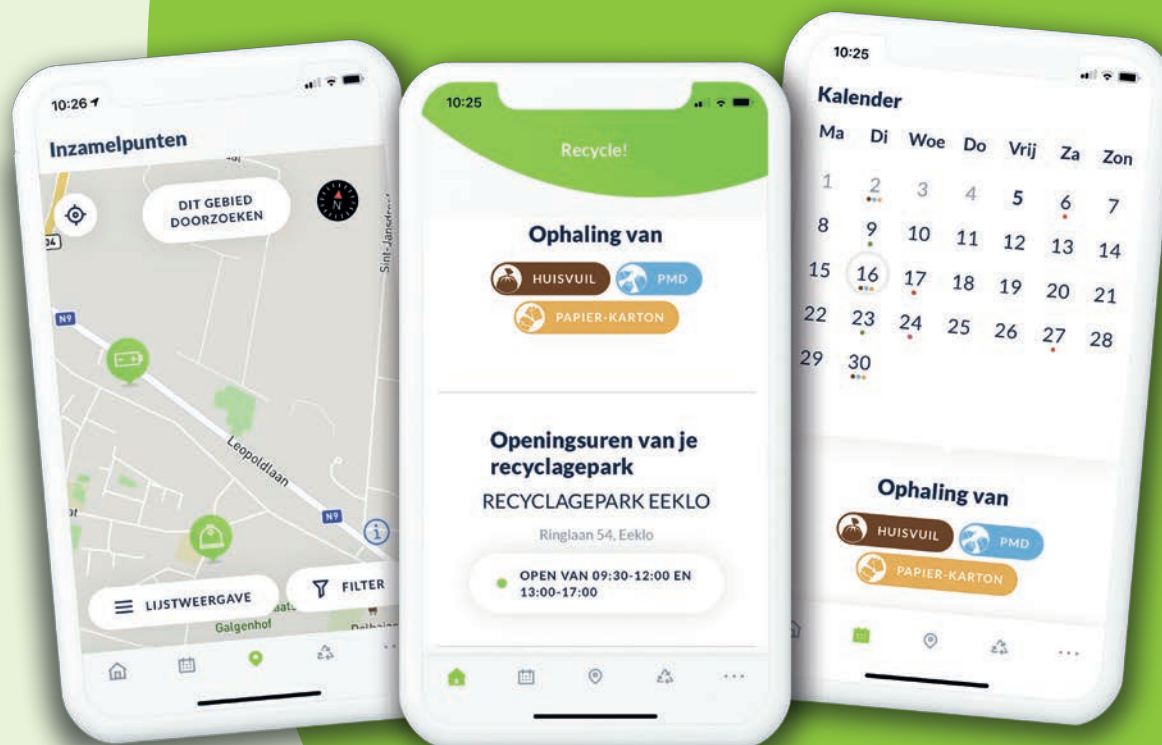 10:26
Inzamelpunten
DIT GEBIED
DOORZOEKEN
N
Sint-Jansdreef
N9
Leopoldlaan
N9
i
LIJSTWEERGAVE
FILTER
Galgenhof
10:25
Recycle!
Ophaling van
HUISVUIL
PMD
PAPIER-KARTON
Openingsuren van je
recyclagepark
RECYCLAGEPARK EEKLO
Ringlaan 54, Eeklo
OPEN VAN 09:30-12:00 EN
13:00-17:00
10:25
Kalender
Ma Di Woe Do Vrij Za Zon
1 2 3 4 5 6 7
8 9 10 11 12 13 14
15 16 17 18 19 20 21
22 23 24 25 26 27 28
29 30
Ophaling van
HUISVUIL
PMD
PAPIER-KARTON